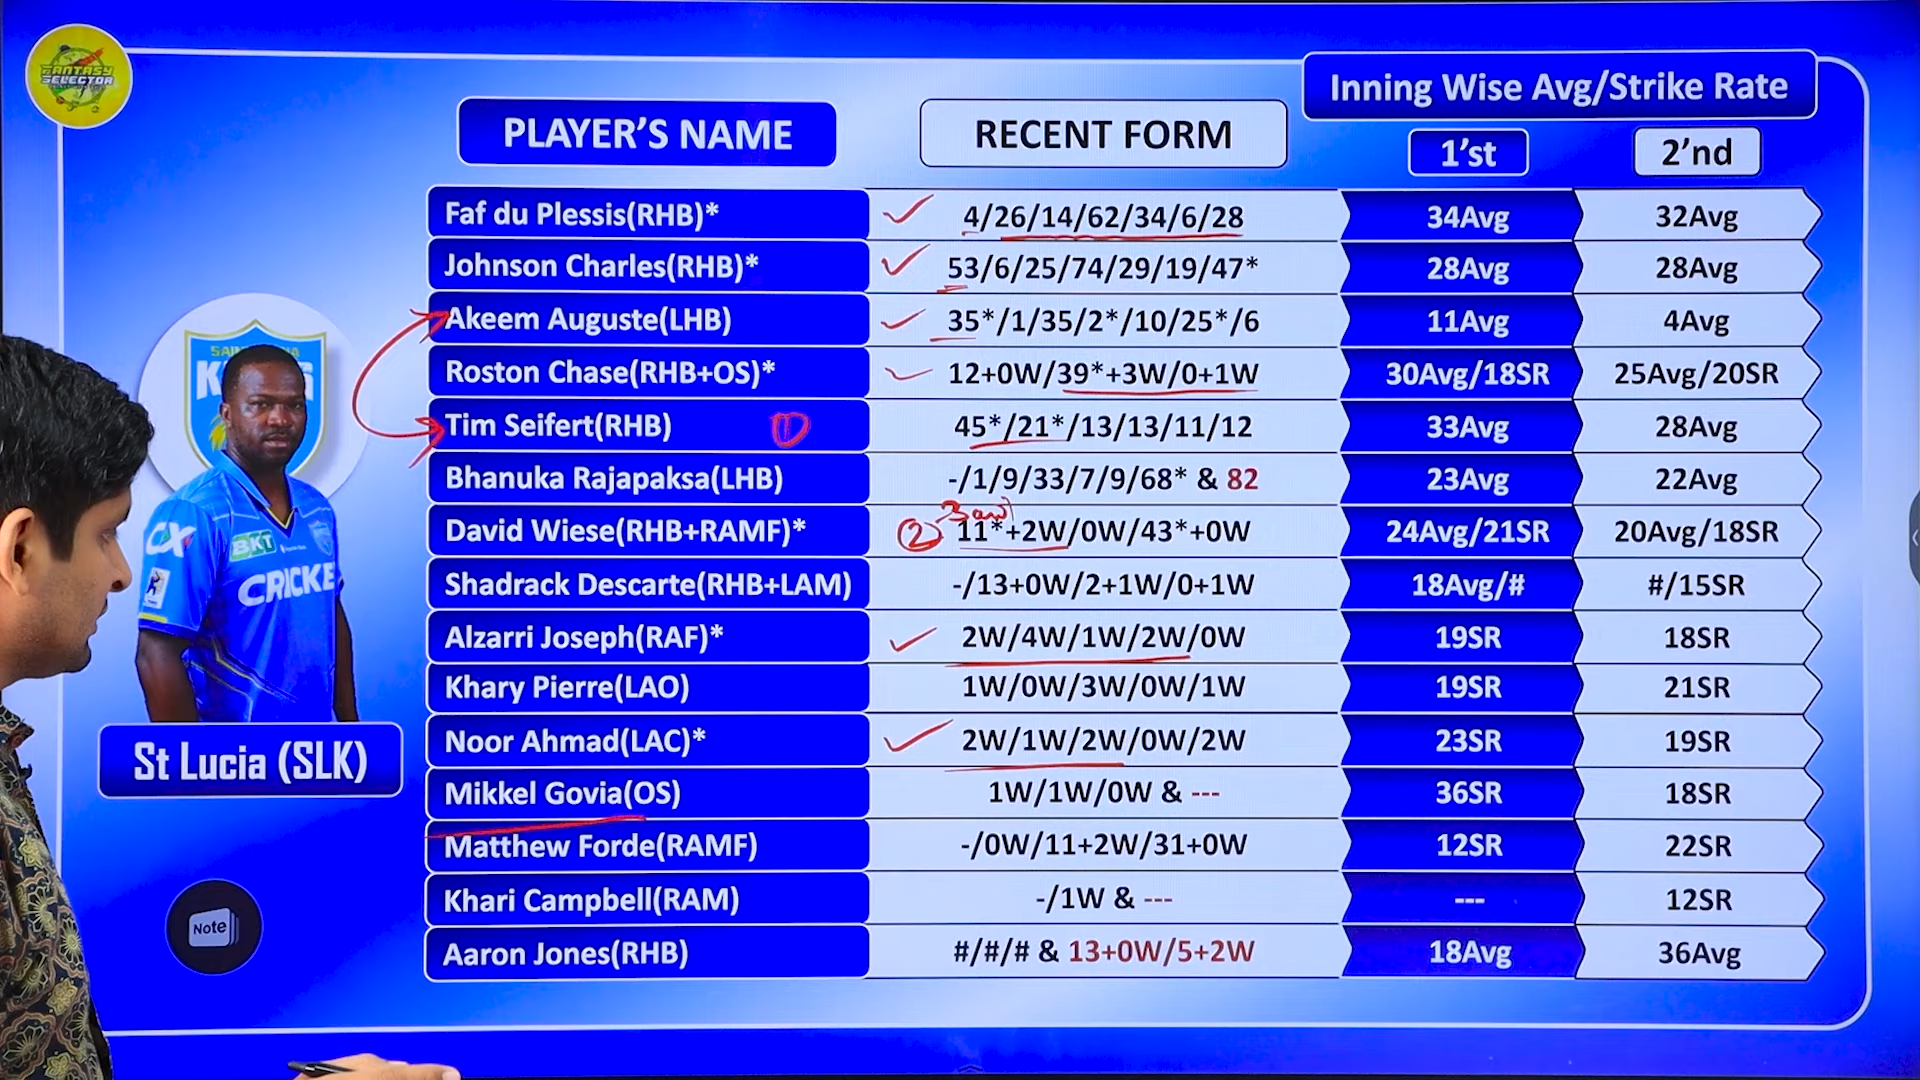 FANTASY
SELECTOR
Inning Wise Avg/Strike Rate
PLAYER'S NAME RECENT FORM 1'st 2'nd
Faf du Plessis(RHB)* 4/26/14/62/34/6/28 34Avg 32Avg
Johnson Charles(RHB)* 53/6/25/74/29/19/47* 28Avg 28Avg
Akeem Auguste(LHB) 35*/1/35/2*/10/25*/6 11Avg 4Avg
Roston Chase(RHB+OS)* 12+0W/39*+3W/0+1W 30Avg/18SR 25Avg/20SR
Tim Seifert(RHB) 1 45*/21*/13/13/11/12 33Avg 28Avg
Bhanuka Rajapaksa(LHB) -/1/9/33/7/9/68* & 82 23Avg 22Avg
David Wiese(RHB+RAMF)* 2 11*+2W/0W/43*+0W 24Avg/21SR 20Avg/18SR
Shadrack Descarte(RHB+LAM) -/13+0W/2+1W/0+1W 18Avg/# #/15SR
Alzarri Joseph(RAF)* 2W/4W/1W/2W/0W 19SR 18SR
Khary Pierre(LAO) 1W/0W/3W/0W/1W 19SR 21SR
Noor Ahmad(LAC)* 2W/1W/2W/0W/2W 23SR 19SR
Mikkel Govia(OS) 1W/1W/0W & --- 36SR 18SR
Matthew Forde(RAMF) -/0W/11+2W/31+0W 12SR 22SR
Khari Campbell(RAM) -/1W & --- --- 12SR
Aaron Jones(RHB) #/#/# & 13+0W/5+2W 18Avg 36Avg
CX
BKT
CRICKE
St Lucia (SLK)
Note